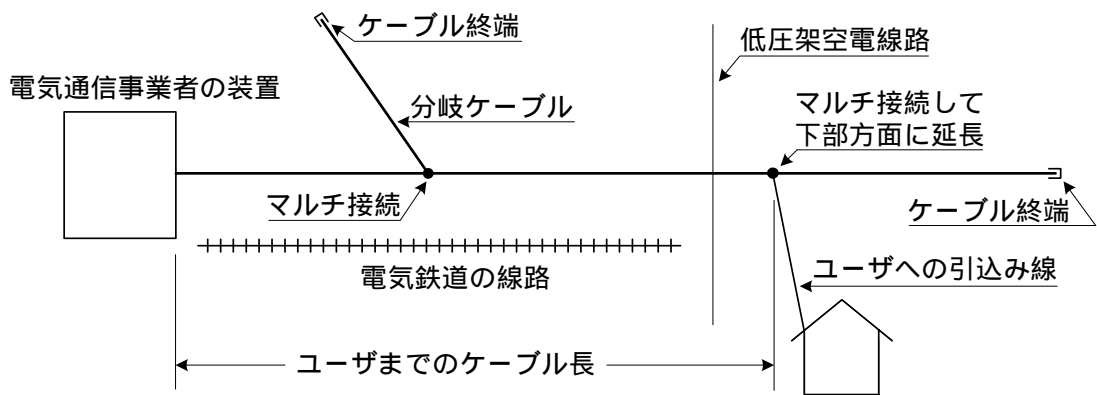 ケーブル終端
低圧架空電線路
電気通信事業者の装置
分岐ケーブル
マルチ接続して
下部方面に延長
マルチ接続
ケーブル終端
電気鉄道の線路
ユーザへの引込み線
ユーザまでのケーブル長